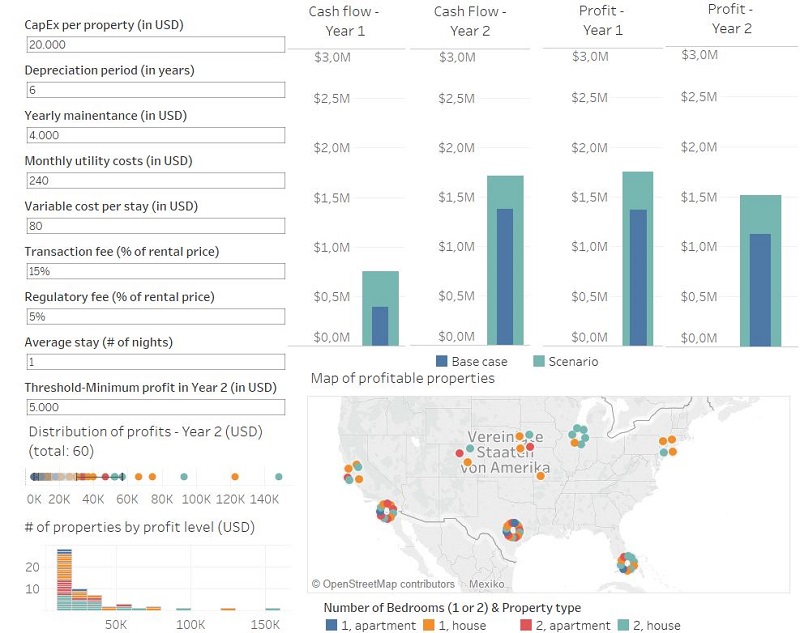 CapEx per property (in USD)
20.000
Depreciation period (in years)
6
Yearly mainentance (in USD)
4.000
Monthly utility costs (in USD)
240
Variable cost per stay (in USD)
80
Transaction fee (% of rental price)
15%
Regulatory fee (% of rental price)
5%
Average stay (# of nights)
1
Threshold-Minimum profit in Year 2 (in USD)
5.000
Distribution of profits - Year 2 (USD)
(total: 60)
0K 20K 40K 60K 80K 100K 120K 140K
# of properties by profit level (USD)
20
10
50K 100K 150K
Cash flow -
Year 1
$3,0M
$2,5M
$2,0M
$1,5M
$1,0M
$0,5M
$0,0M
Cash Flow -
Year 2
$3,0M
$2,5M
$2,0M
$1,5M
$1,0M
$0,5M
$0,0M
Profit -
Year 1
$3,0M
$2,5M
$2,0M
$1,5M
$1,0M
$0,5M
$0,0M
Profit -
Year 2
$3,0M
$2,5M
$2,0M
$1,5M
$1,0M
$0,5M
$0,0M
Base case Scenario
Map of profitable properties
Vereinigte
Staaten
von Amerika
© OpenStreetMap contributors Mexiko
Number of Bedrooms (1 or 2) & Property type
1, apartment 1, house 2, apartment 2, house